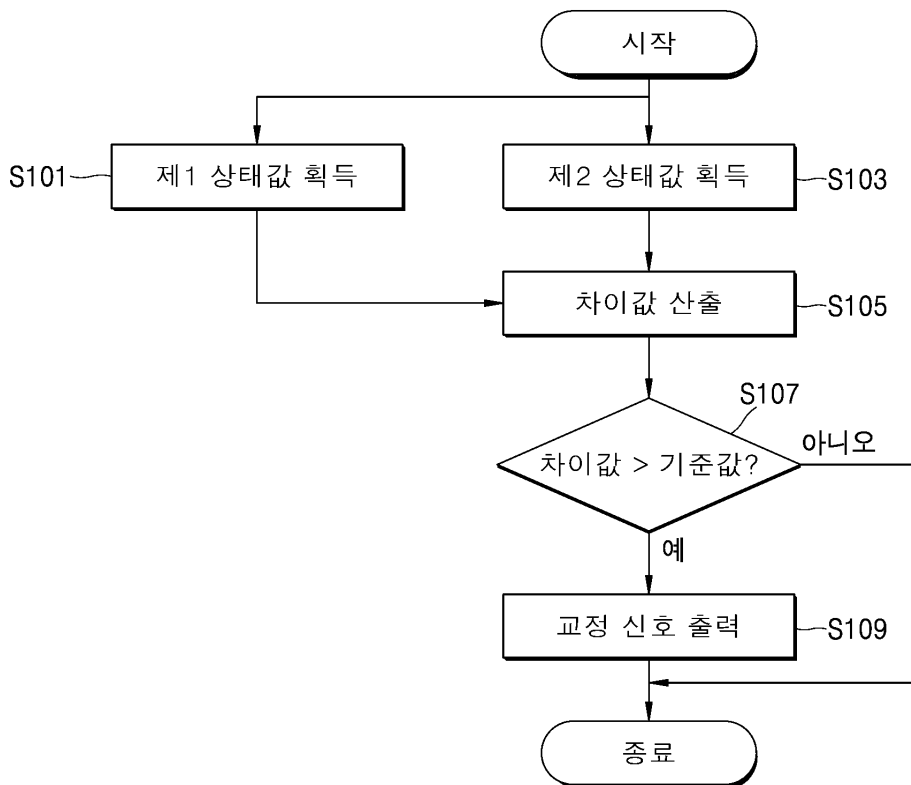 시작
S101
제1 상태값 획득
제2 상태값 획득
S103
차이값 산출
S105
S107
차이값 > 기준값?
아니오
예
교정 신호 출력
S109
종료